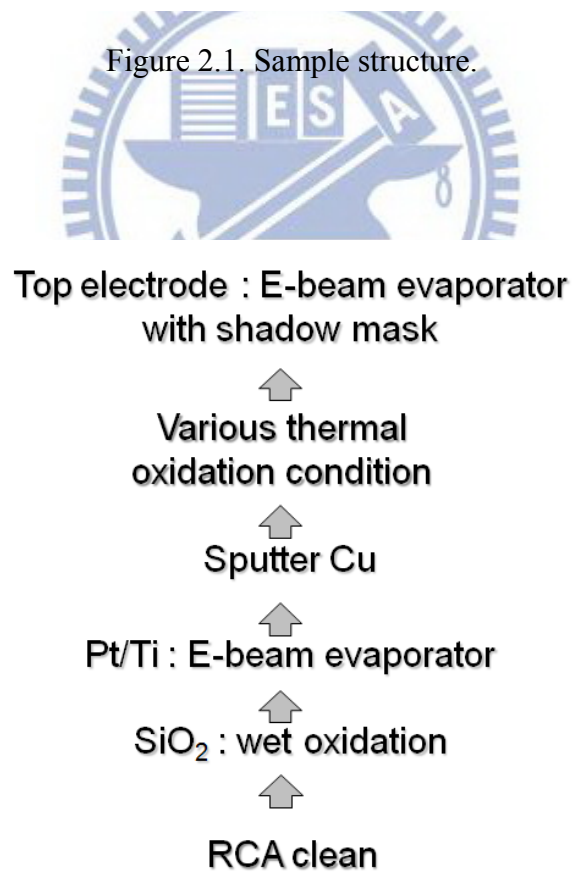 Figure 2.1. Sample structure.
E S A
8
Top electrode : E-beam evaporator
with shadow mask
Various thermal
oxidation condition
Sputter Cu
Pt/Ti : E-beam evaporator
SiO₂ : wet oxidation
RCA clean